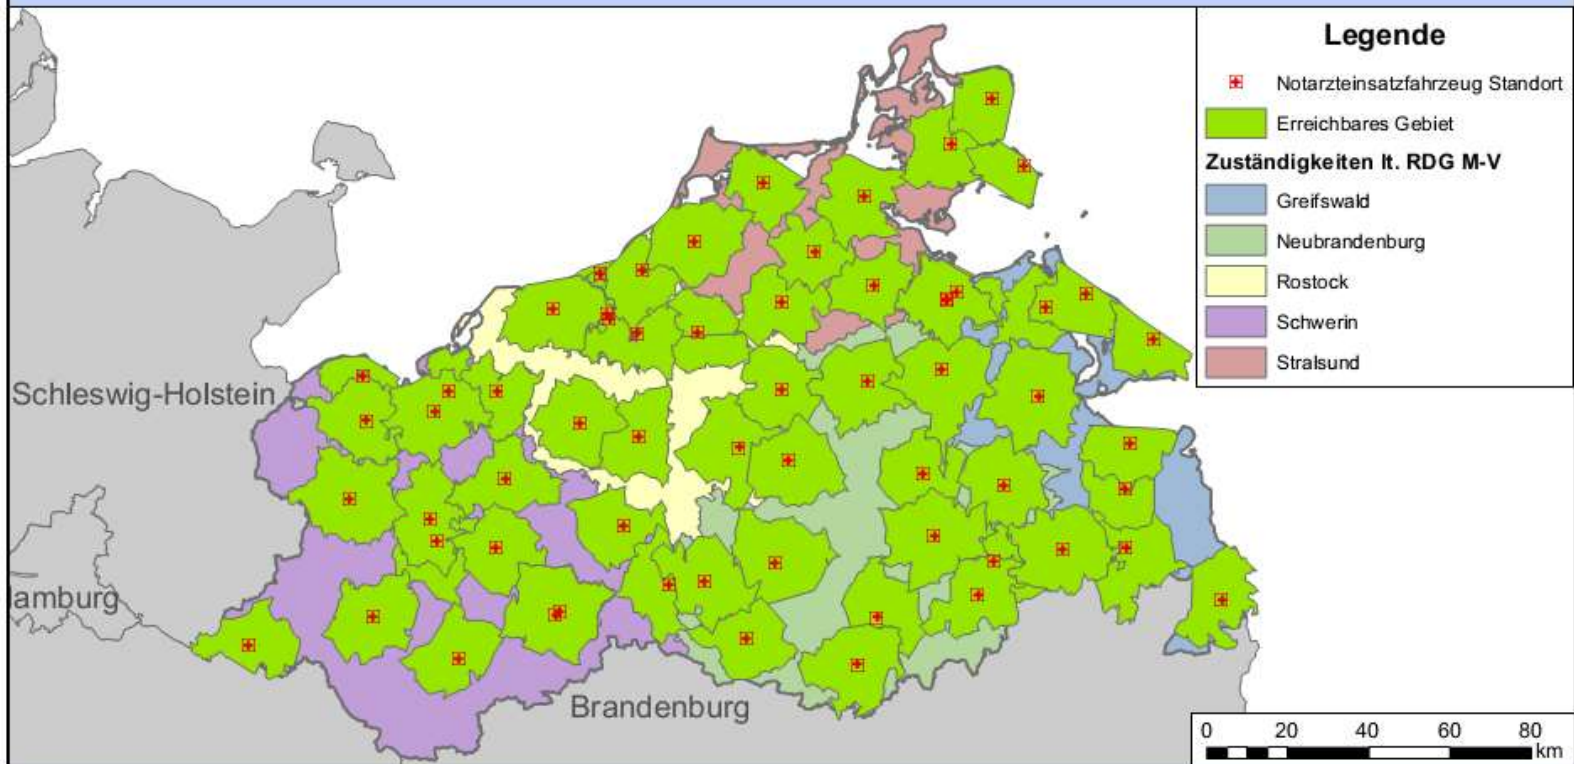 Legende
Notarzteinsatzfahrzeug Standort
Erreichbares Gebiet
Zuständigkeiten lt. RDG M-V
Greifswald
Neubrandenburg
Rostock
Schwerin
Stralsund
Schleswig-Holstein
lamburg
Brandenburg
0 20 40 60 80
km